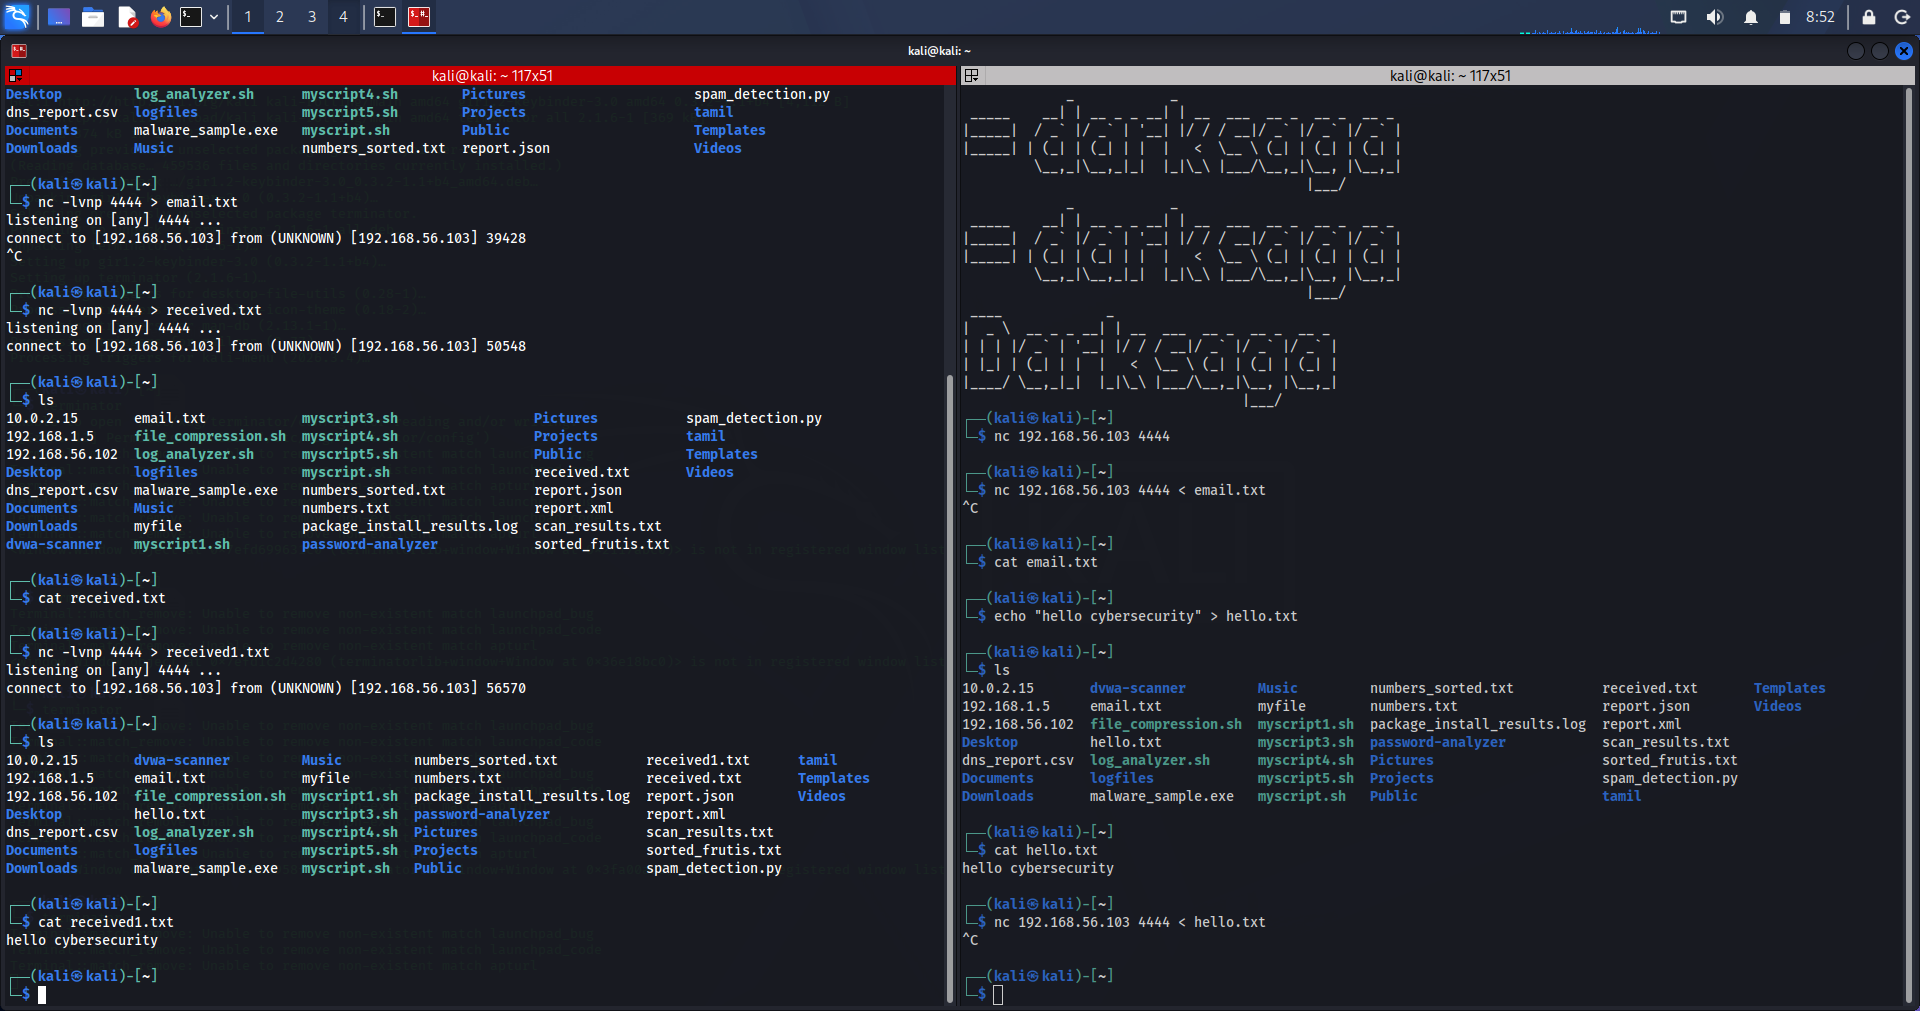 1 2 3 4 8:52
kali@kali: ~
kali@kali: ~ 117x51
Desktop log_analyzer.sh myscript4.sh Pictures spam_detection.py
dns_report.csv logfiles myscript5.sh Projects tamil
Documents malware_sample.exe myscript.sh Public Templates
Downloads Music numbers_sorted.txt report.json Videos
┌──(kali㉿kali)-[~]
└─$ nc -lvnp 4444 > email.txt
listening on [any] 4444 ...
connect to [192.168.56.103] from (UNKNOWN) [192.168.56.103] 39428
^C
┌──(kali㉿kali)-[~]
└─$ nc -lvnp 4444 > received.txt
listening on [any] 4444 ...
connect to [192.168.56.103] from (UNKNOWN) [192.168.56.103] 50548
┌──(kali㉿kali)-[~]
└─$ ls
10.0.2.15 email.txt myscript3.sh Pictures spam_detection.py
192.168.1.5 file_compression.sh myscript4.sh Projects tamil
192.168.56.102 log_analyzer.sh myscript5.sh Public Templates
Desktop logfiles myscript.sh received.txt Videos
dns_report.csv malware_sample.exe numbers_sorted.txt report.json
Documents Music numbers.txt report.xml
Downloads myfile package_install_results.log scan_results.txt
dvwa-scanner myscript1.sh password-analyzer sorted_frutis.txt
┌──(kali㉿kali)-[~]
└─$ cat received.txt
┌──(kali㉿kali)-[~]
└─$ nc -lvnp 4444 > received1.txt
listening on [any] 4444 ...
connect to [192.168.56.103] from (UNKNOWN) [192.168.56.103] 56570
┌──(kali㉿kali)-[~]
└─$ ls
10.0.2.15 dvwa-scanner Music numbers_sorted.txt received1.txt tamil
192.168.1.5 email.txt myfile numbers.txt received.txt Templates
192.168.56.102 file_compression.sh myscript1.sh package_install_results.log report.json Videos
Desktop hello.txt myscript3.sh password-analyzer report.xml
dns_report.csv log_analyzer.sh myscript4.sh Pictures scan_results.txt
Documents logfiles myscript5.sh Projects sorted_frutis.txt
Downloads malware_sample.exe myscript.sh Public spam_detection.py
┌──(kali㉿kali)-[~]
└─$ cat received1.txt
hello cybersecurity
┌──(kali㉿kali)-[~]
└─$
kali@kali: ~ 117x51
-darksaga
-darksaga
Darksaga
┌──(kali㉿kali)-[~]
└─$ nc 192.168.56.103 4444
┌──(kali㉿kali)-[~]
└─$ nc 192.168.56.103 4444 < email.txt
^C
┌──(kali㉿kali)-[~]
└─$ cat email.txt
┌──(kali㉿kali)-[~]
└─$ echo "hello cybersecurity" > hello.txt
┌──(kali㉿kali)-[~]
└─$ ls
10.0.2.15 dvwa-scanner Music numbers_sorted.txt received.txt Templates
192.168.1.5 email.txt myfile numbers.txt report.json Videos
192.168.56.102 file_compression.sh myscript1.sh package_install_results.log report.xml
Desktop hello.txt myscript3.sh password-analyzer scan_results.txt
dns_report.csv log_analyzer.sh myscript4.sh Pictures sorted_frutis.txt
Documents logfiles myscript5.sh Projects spam_detection.py
Downloads malware_sample.exe myscript.sh Public tamil
┌──(kali㉿kali)-[~]
└─$ cat hello.txt
hello cybersecurity
┌──(kali㉿kali)-[~]
└─$ nc 192.168.56.103 4444 < hello.txt
^C
┌──(kali㉿kali)-[~]
└─$